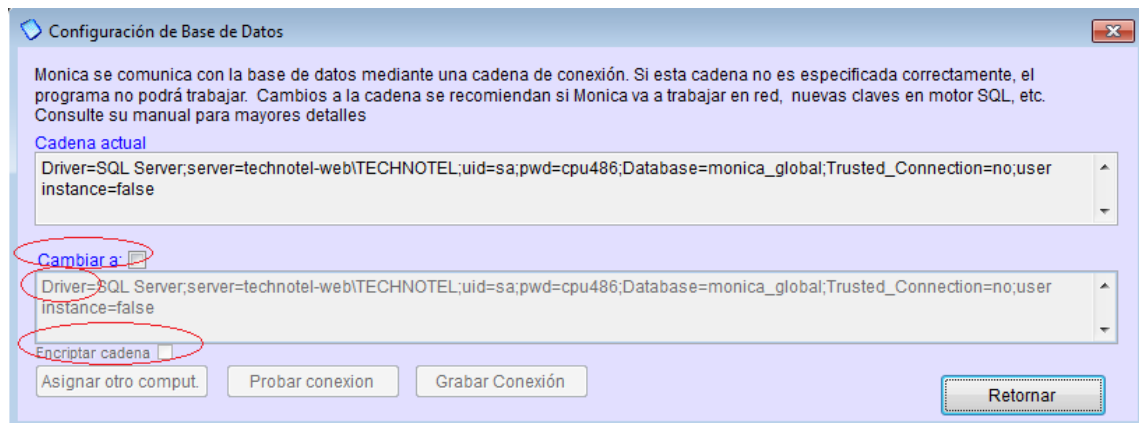 Configuración de Base de Datos
Monica se comunica con la base de datos mediante una cadena de conexión. Si esta cadena no es especificada correctamente, el
programa no podrá trabajar. Cambios a la cadena se recomiendan si Monica va a trabajar en red, nuevas claves en motor SQL, etc.
Consulte su manual para mayores detalles
Cadena actual
Driver=SQL Server;server=technotel-web\TECHNOTEL;uid=sa;pwd=cpu486;Database=monica_global;Trusted_Connection=no;user
instance=false
Cambiar a:
Driver=SQL Server;server=technotel-web\TECHNOTEL;uid=sa;pwd=cpu486;Database=monica_global;Trusted_Connection=no;user
instance=false
Encriptar cadena
Asignar otro comput. Probar conexion Grabar Conexión
Retornar